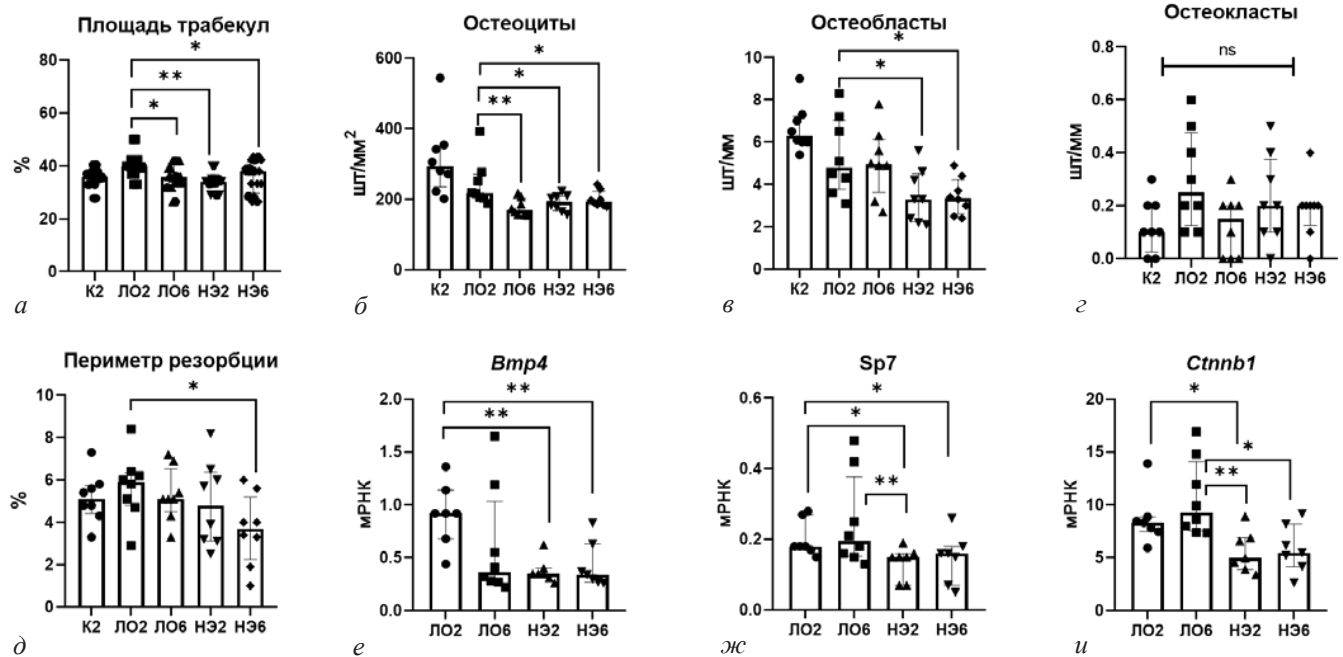 Площадь трабекул
%
80
60
40
20
0
*
**
*
К2 ЛО2 ЛО6 НЭ2 НЭ6
а
Остеоциты
шт/мм²
600
400
200
0
*
*
**
К2 ЛО2 ЛО6 НЭ2 НЭ6
б
Остеобласты
шт/мм
10
8
6
4
2
0
*
*
К2 ЛО2 ЛО6 НЭ2 НЭ6
в
Остеокласты
шт/мм
0.8
0.6
0.4
0.2
0.0
ns
К2 ЛО2 ЛО6 НЭ2 НЭ6
г
Периметр резорбции
%
10
8
6
4
2
0
*
К2 ЛО2 ЛО6 НЭ2 НЭ6
д
Bmp4
мРНК
2.0
1.5
1.0
0.5
0.0
**
**
ЛО2 ЛО6 НЭ2 НЭ6
е
Sp7
мРНК
0.6
0.4
0.2
0.0
*
*
**
ЛО2 ЛО6 НЭ2 НЭ6
ж
Ctnnb1
мРНК
20
15
10
5
0
*
*
**
ЛО2 ЛО6 НЭ2 НЭ6
и